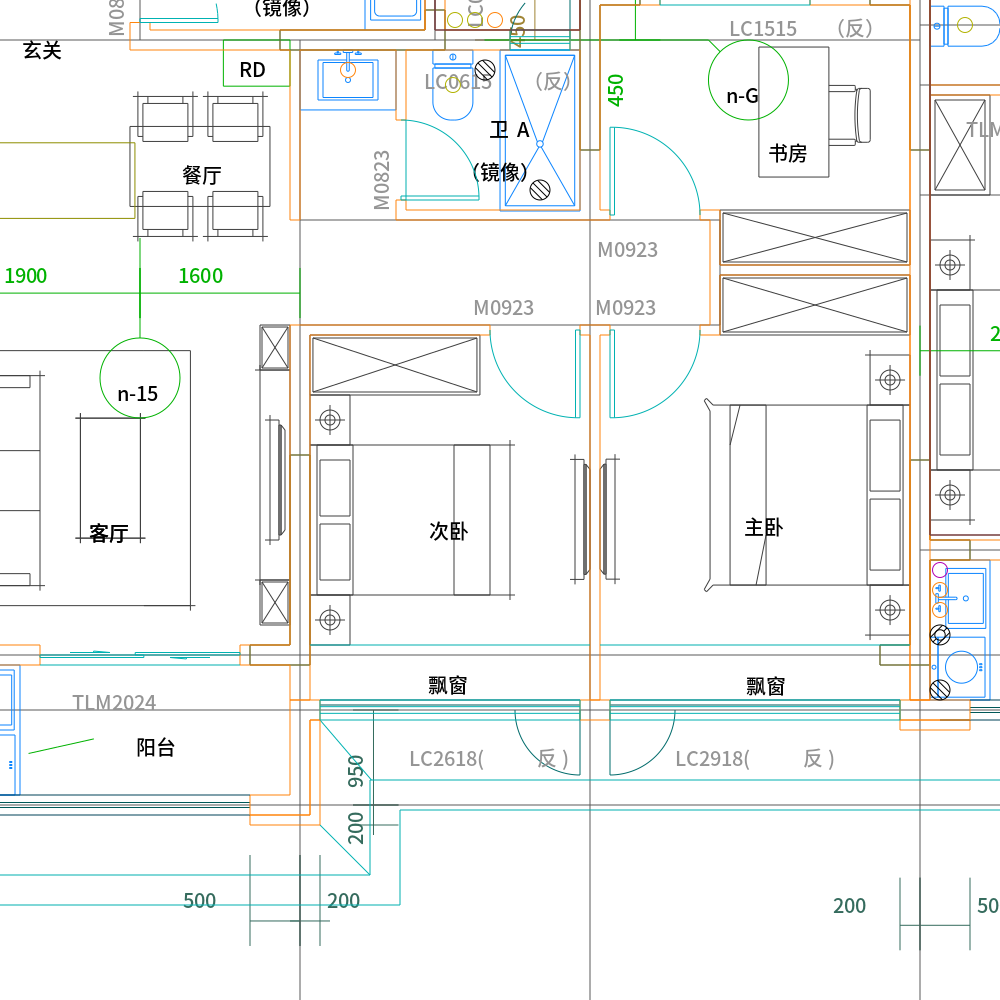 M08
（镜像）
450
LC1515 （反）
玄关
RD
LC0615 （反）
450
n-G
卫 A
TLM
书房
餐厅
M0823
（镜像）
M0923
1900
1600
M0923
M0923
2
n-15
客厅
次卧
主卧
飘窗
飘窗
TLM2024
阳台
LC2618( 反 )
LC2918( 反 )
950
200
500
200
200
50